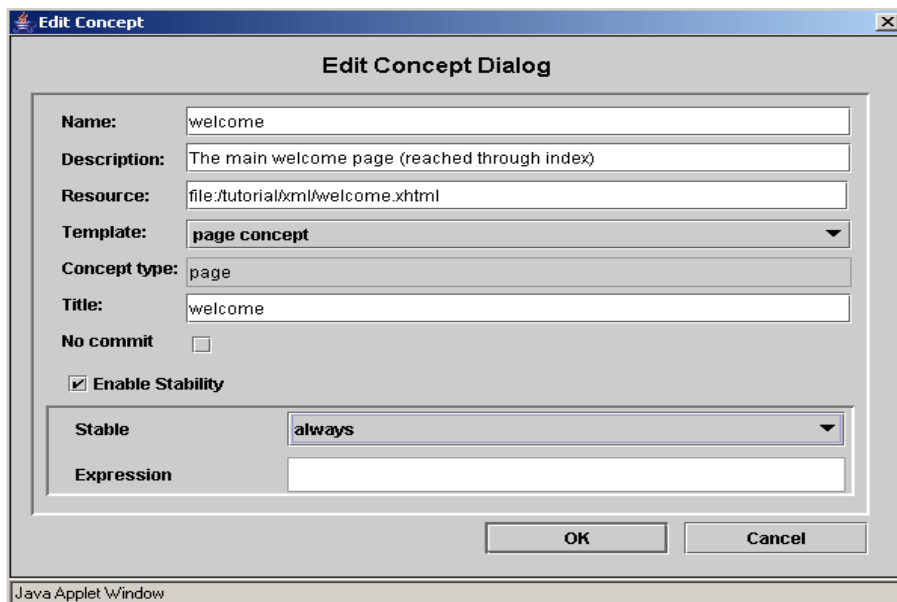 Edit Concept
Edit Concept Dialog
Name: welcome
Description: The main welcome page (reached through index)
Resource: file:/tutorial/xml/welcome.xhtml
Template: page concept
Concept type: page
Title: welcome
No commit
Enable Stability
Stable always
Expression
OK Cancel
Java Applet Window